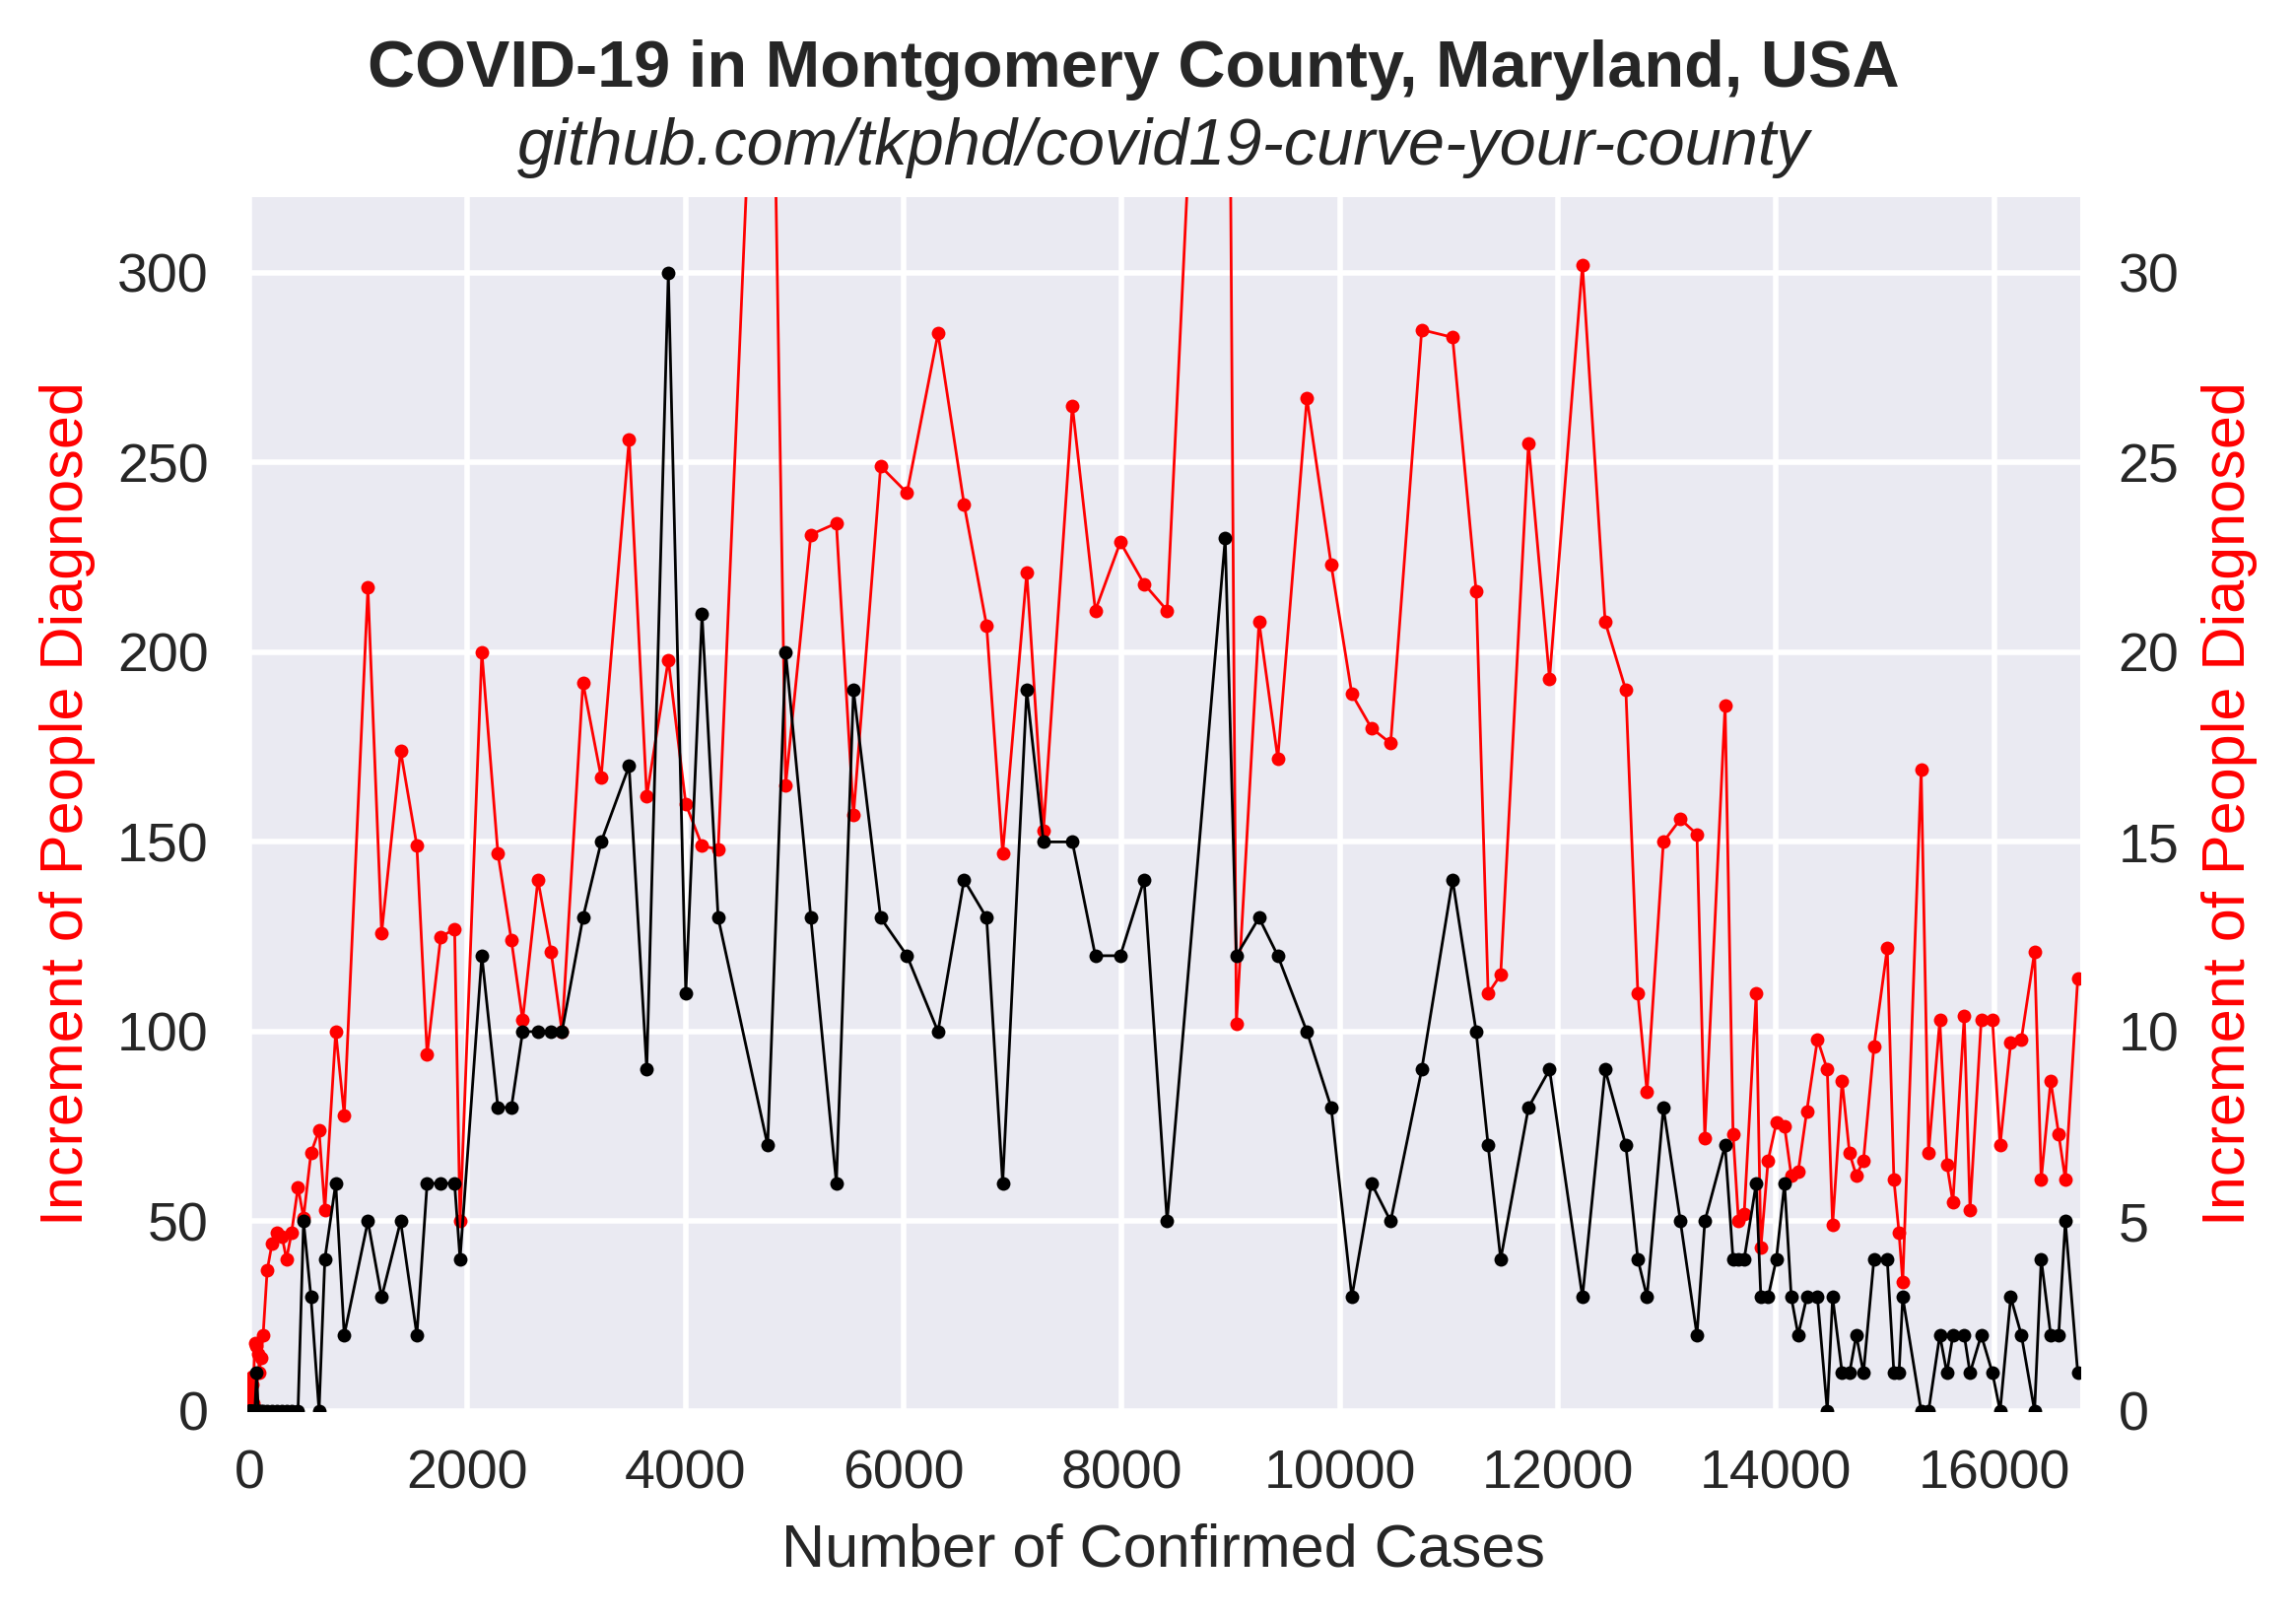 COVID-19 in Montgomery County, Maryland, USA
github.com/tkphd/covid19-curve-your-county
Increment of People Diagnosed
300
250
200
150
100
50
0
30
25
20
15
10
5
0
Increment of People Diagnosed
0 2000 4000 6000 8000 10000 12000 14000 16000
Number of Confirmed Cases